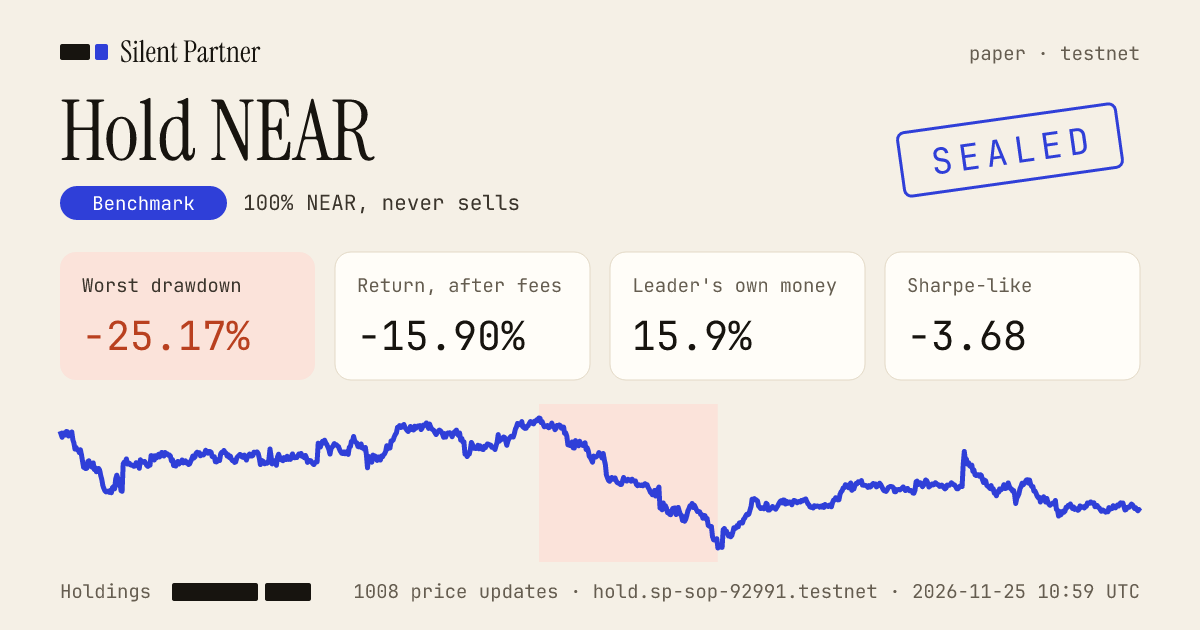 Silent Partner
paper · testnet
Hold NEAR
SEALED
Benchmark
100% NEAR, never sells
Worst drawdown
-25.17%
Return, after fees
-15.90%
Leader's own money
15.9%
Sharpe-like
-3.68
Holdings
1008 price updates · hold.sp-sop-92991.testnet · 2026-11-25 10:59 UTC